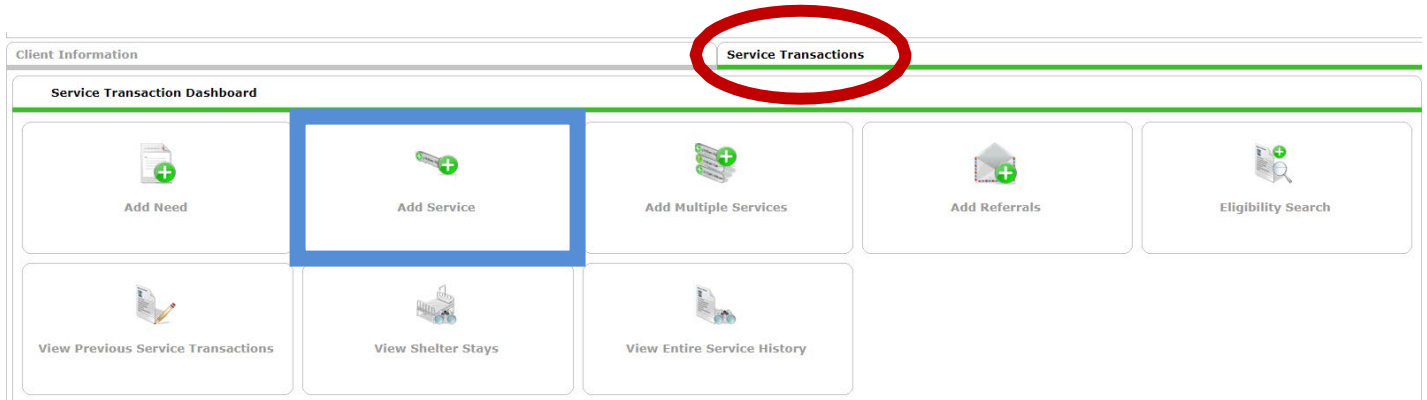 Client Information
Service Transactions
Service Transaction Dashboard
Add Need
Add Service
Add Multiple Services
Add Referrals
Eligibility Search
View Previous Service Transactions
View Shelter Stays
View Entire Service History